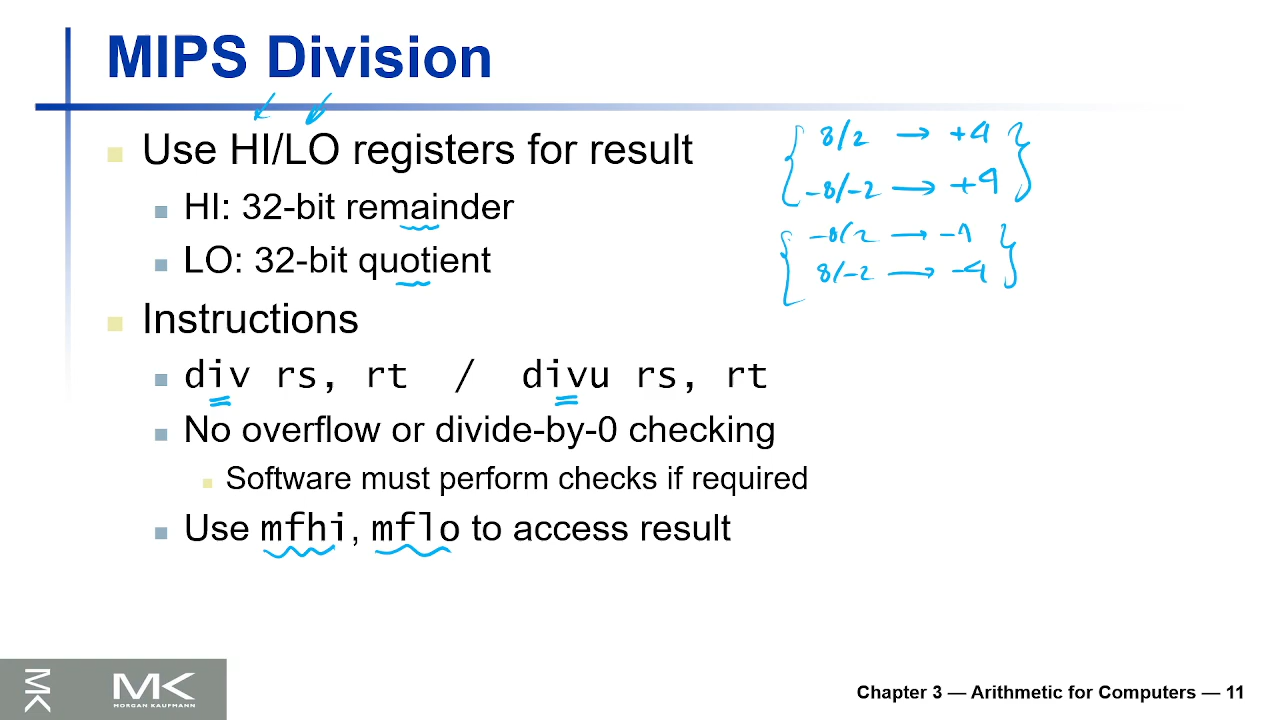 MIPS Division
Use HI/LO registers for result
HI: 32-bit remainder
LO: 32-bit quotient
Instructions
div rs, rt / divu rs, rt
No overflow or divide-by-0 checking
Software must perform checks if required
Use mfhi, mflo to access result
8/2 → +4
-8/-2 → +4
-8/2 → -4
8/-2 → -4
MK
MK
MORGAN KAUFMANN
Chapter 3 — Arithmetic for Computers — 11